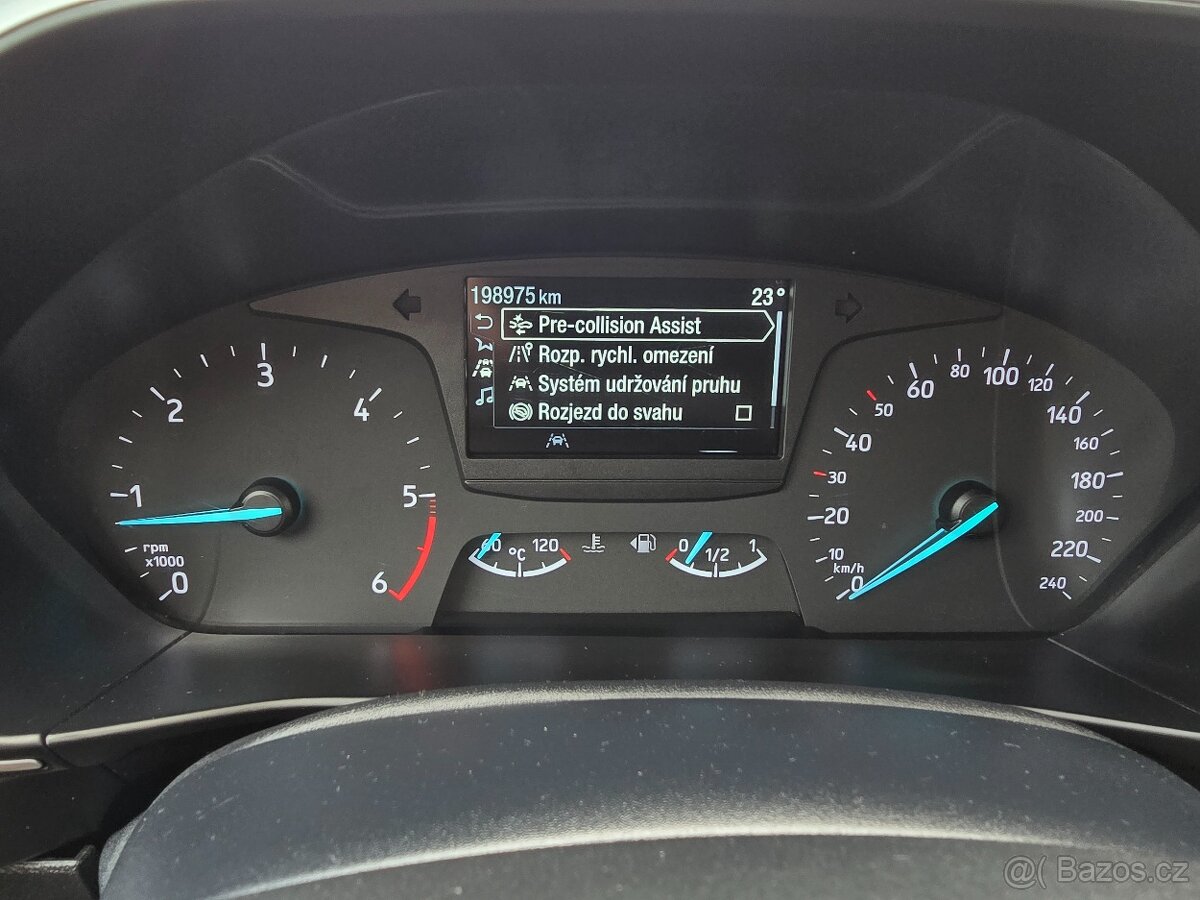 198975 km 23°
Pre-collision Assist
Rozp. rychl. omezení
Systém udržování pruhu
Rozjezd do svahu
0 1 2 3 4 5 6
rpm
x1000
60 °C 120
0 1/2 1
0 10 20 30 40 50 60 80 100 120 140 160 180 200 220 240
km/h
@( Bazos.cz